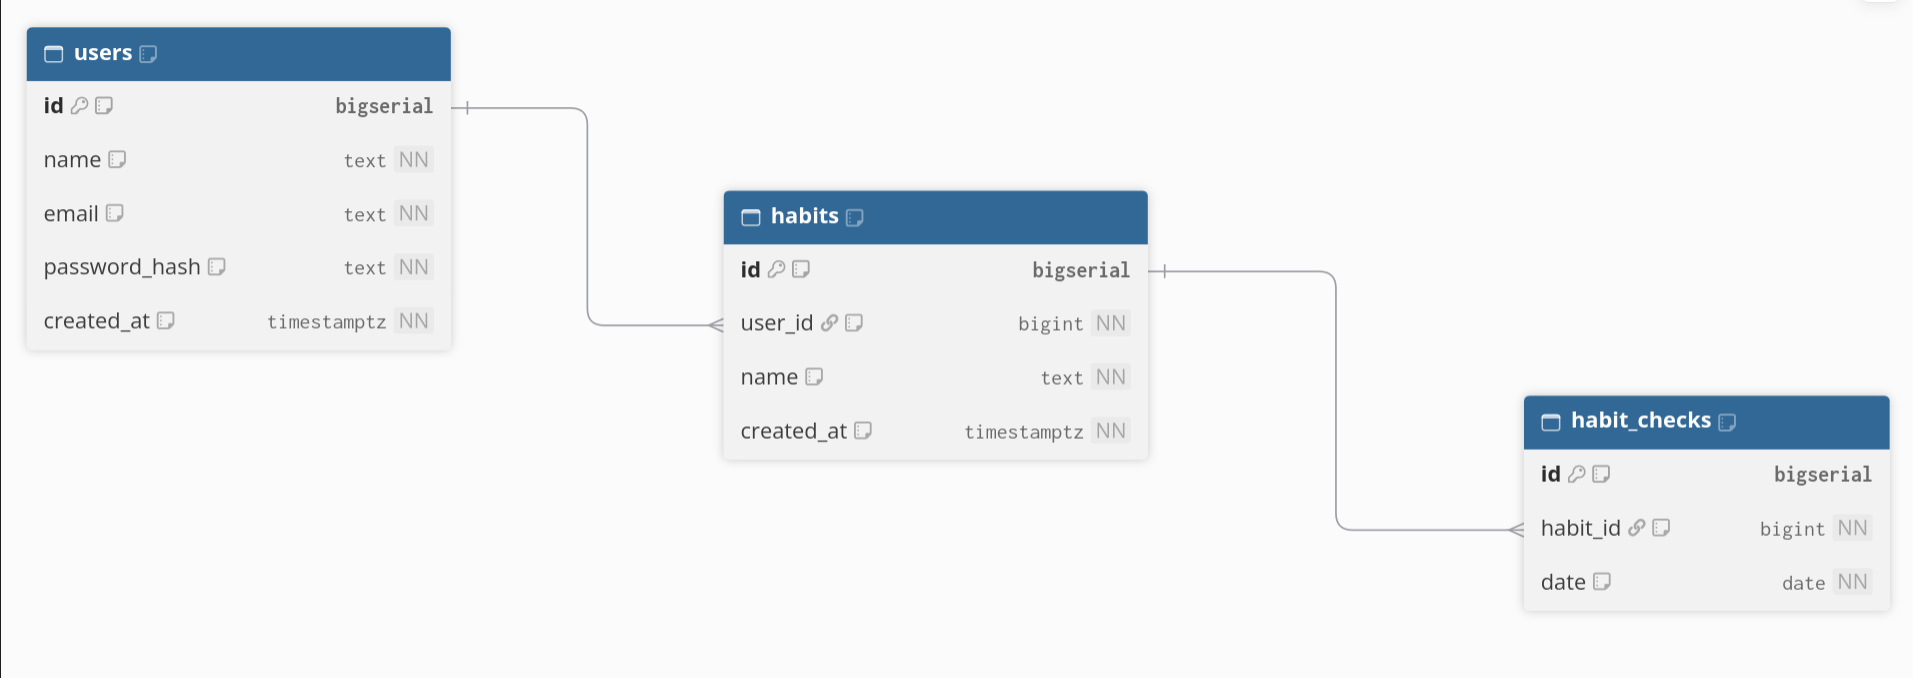 users
id bigserial
name text NN
email text NN
password_hash text NN
created_at timestamptz NN
habits
id bigserial
user_id bigint NN
name text NN
created_at timestamptz NN
habit_checks
id bigserial
habit_id bigint NN
date date NN